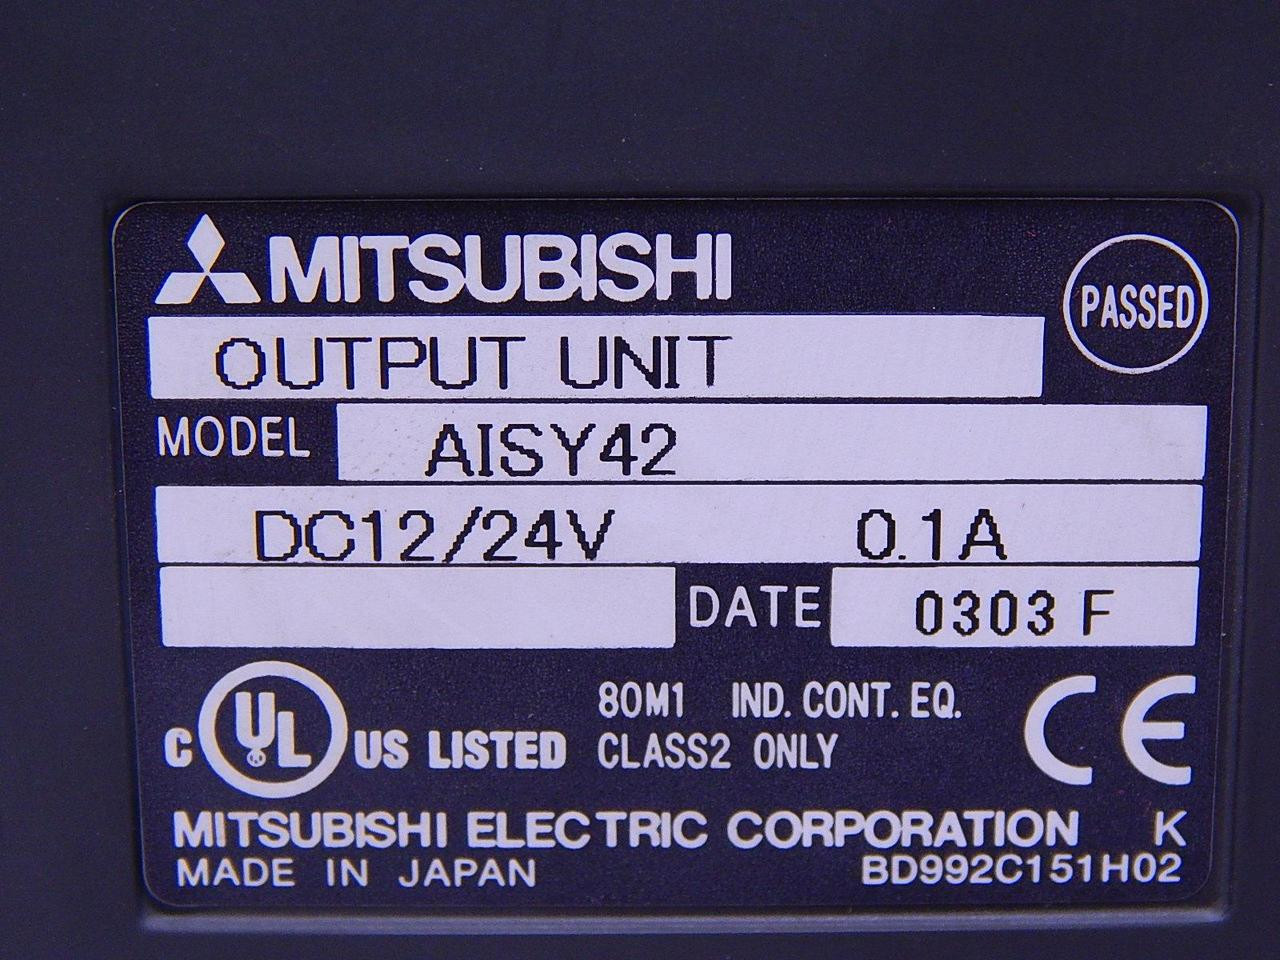 MITSUBISHI
PASSED
OUTPUT UNIT
MODEL AISY42
DC12/24V 0.1A
DATE 0303 F
C UL US LISTED 80M1 IND. CONT. EQ.
CLASS2 ONLY CE
MITSUBISHI ELECTRIC CORPORATION K
MADE IN JAPAN BD992C151H02